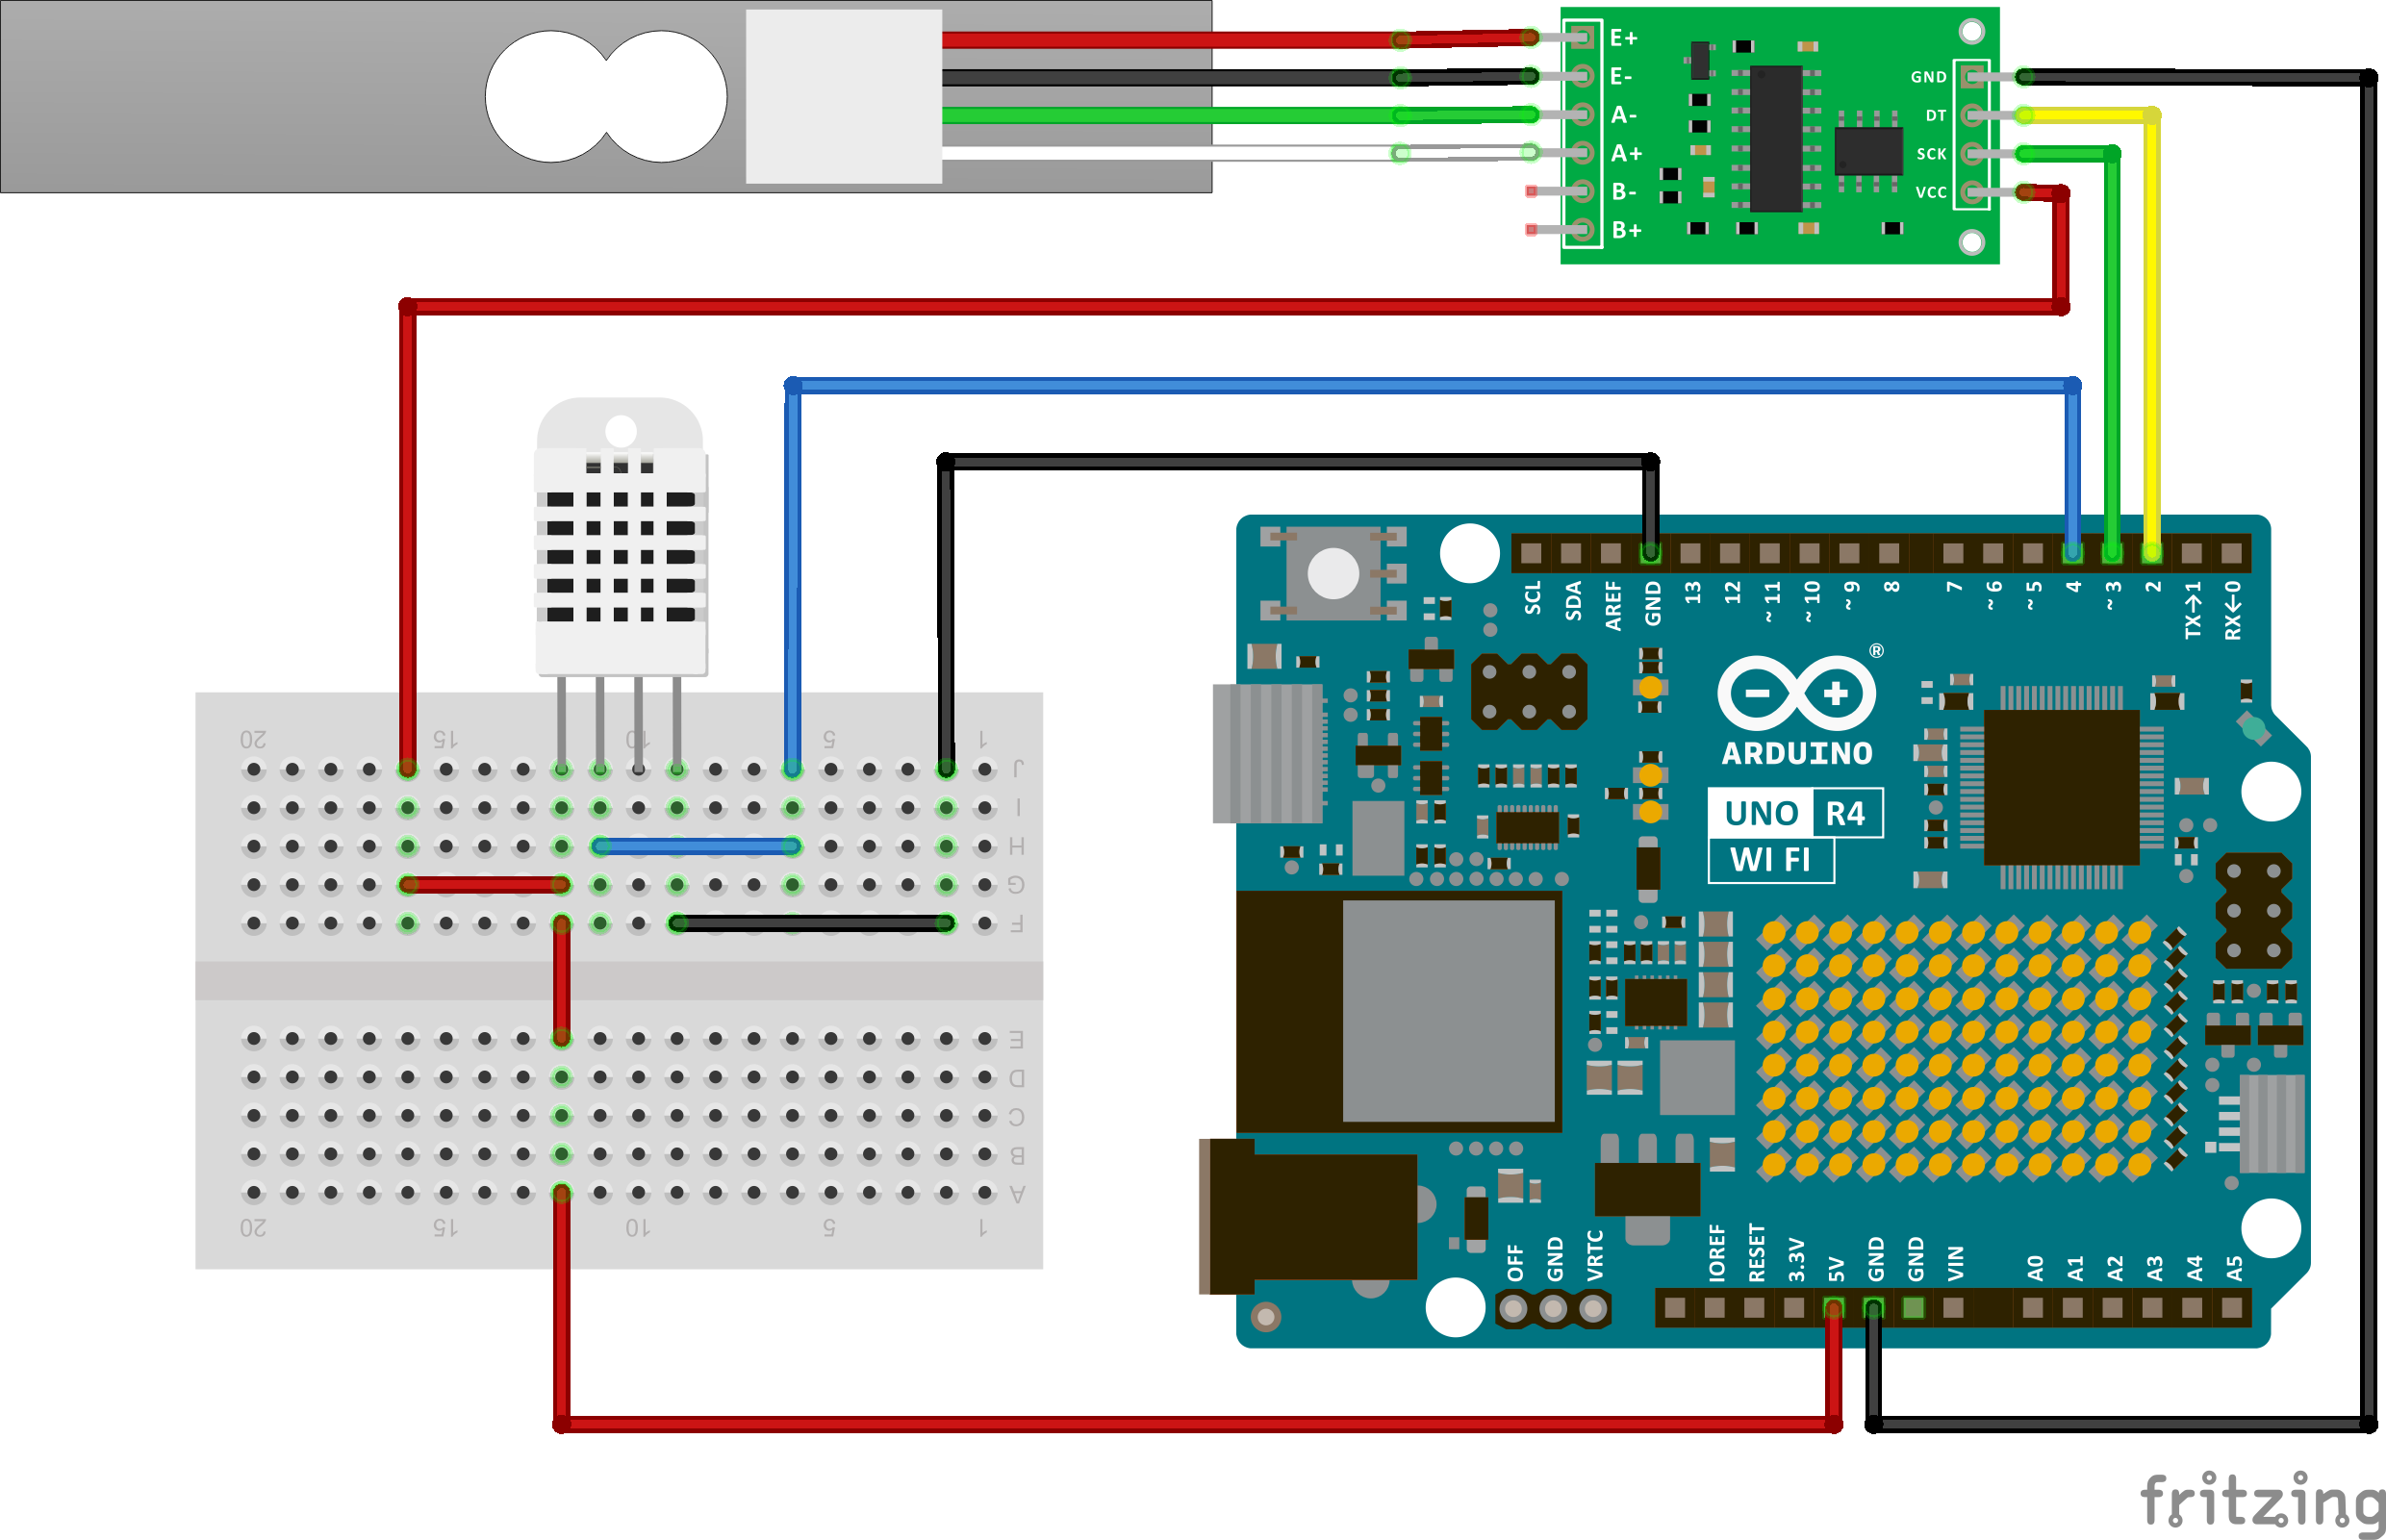 E+
E-
A-
A+
B-
B+
GND
DT
SCK
VCC
SCL
SDA
AREF
GND
13
12
~11
~10
~9
8
7
~6
~5
4
~3
2
TX→1
RX←0
®
ARDUINO
UNO R4
WI FI
20 15 10 5 1
J
I
H
G
F
E
D
C
B
A
20 15 10 5 1
OFF
GND
VRTC
IOREF
RESET
3.3V
5V
GND
GND
VIN
A0
A1
A2
A3
A4
A5
fritzing